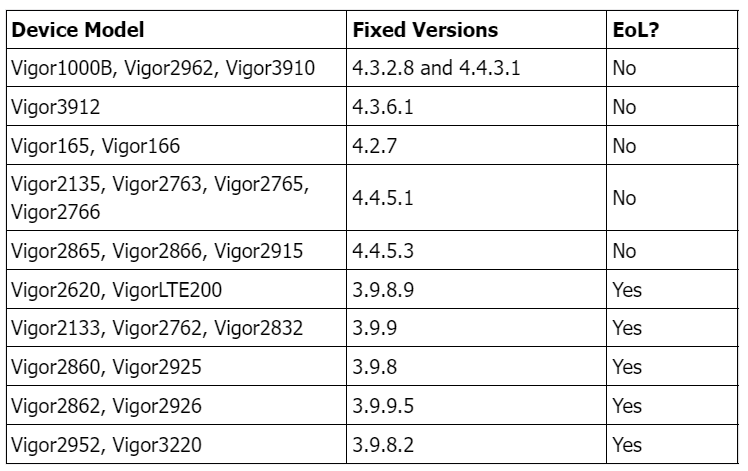 Device Model Fixed Versions EoL?
Vigor1000B, Vigor2962, Vigor3910 4.3.2.8 and 4.4.3.1 No
Vigor3912 4.3.6.1 No
Vigor165, Vigor166 4.2.7 No
Vigor2135, Vigor2763, Vigor2765,
Vigor2766 4.4.5.1 No
Vigor2865, Vigor2866, Vigor2915 4.4.5.3 No
Vigor2620, VigorLTE200 3.9.8.9 Yes
Vigor2133, Vigor2762, Vigor2832 3.9.9 Yes
Vigor2860, Vigor2925 3.9.8 Yes
Vigor2862, Vigor2926 3.9.9.5 Yes
Vigor2952, Vigor3220 3.9.8.2 Yes